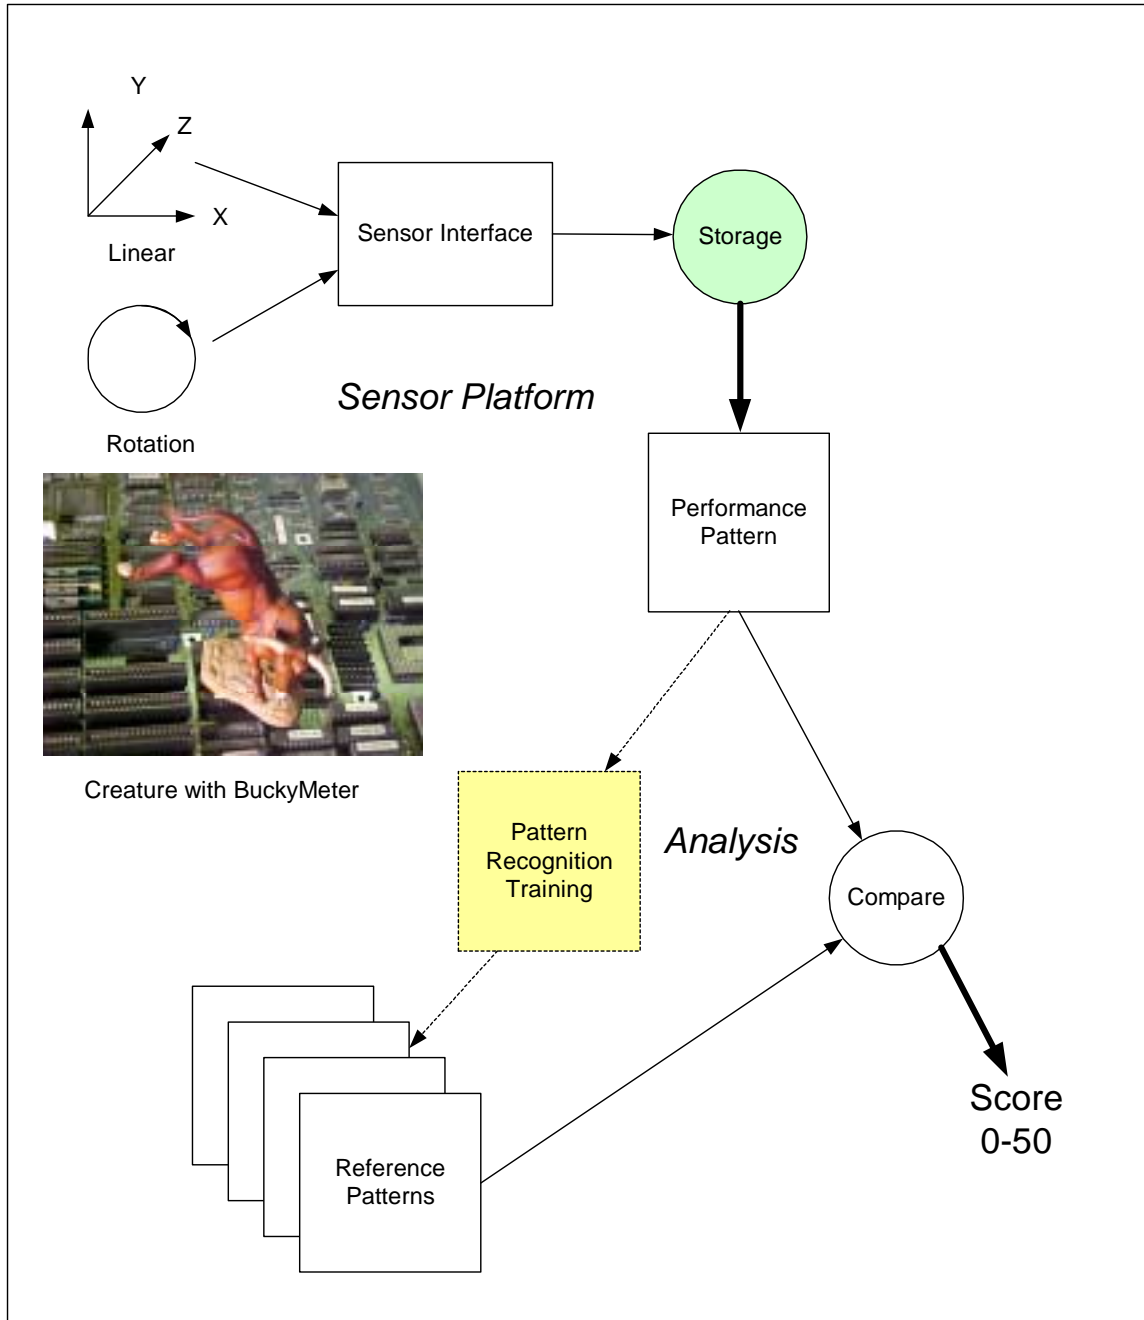 Y
Z
X
Linear
Sensor Interface
Storage
Rotation
Sensor Platform
Performance
Pattern
Creature with BuckyMeter
Pattern
Recognition
Training
Analysis
Compare
Reference
Patterns
Score
0-50